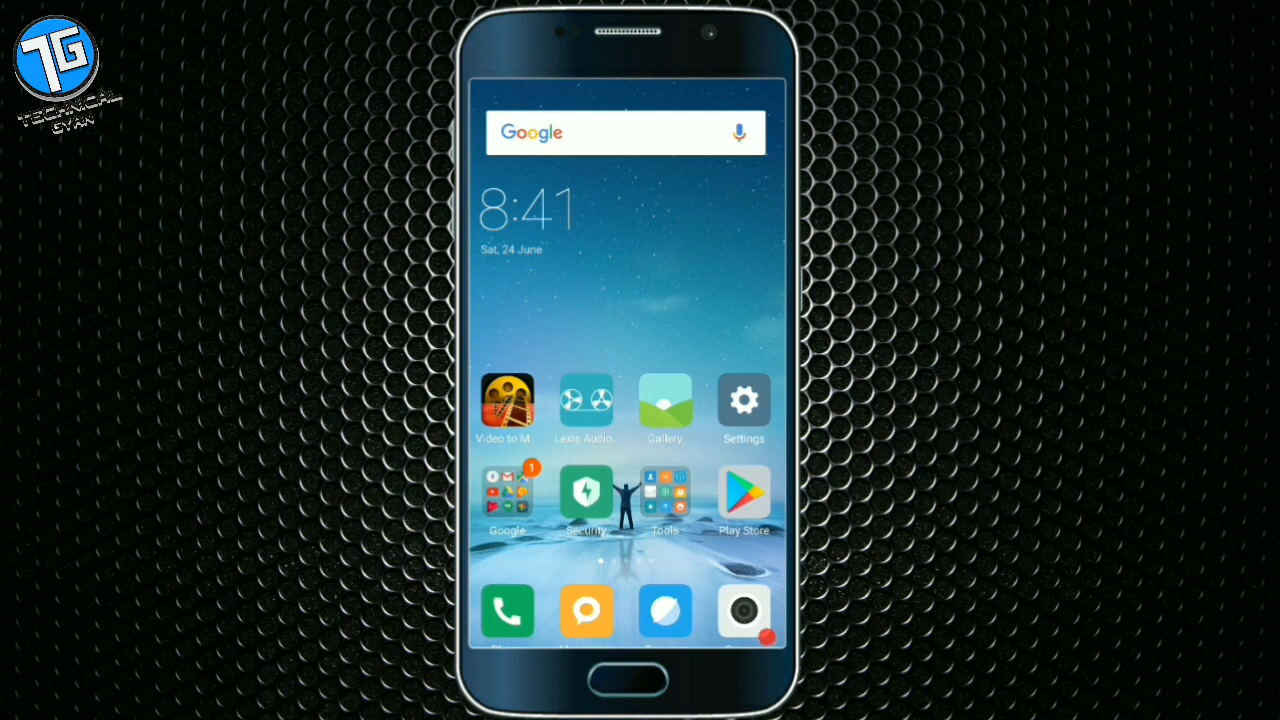 TG
TECHNICAL
GYAN
Google
8:41
Sat, 24 June
Video to M..
Lexis Audio..
Gallery
Settings
1
Google
Security
Tools
Play Store